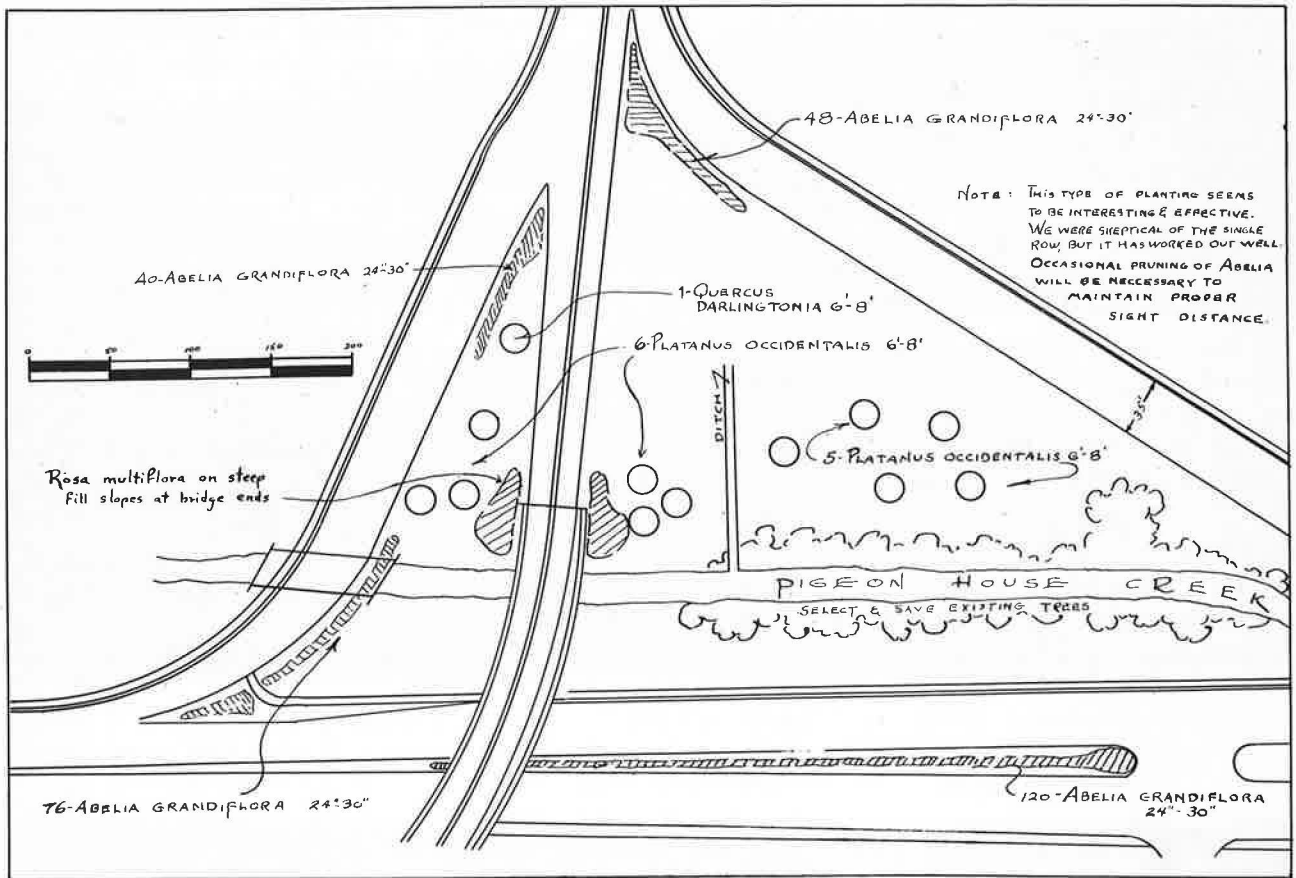 48-ABELIA GRANDIFLORA 24"-30"
NOTE: THIS TYPE OF PLANTING SEEMS
TO BE INTERESTING & EFFECTIVE.
WE WERE SKEPTICAL OF THE SINGLE
ROW, BUT IT HAS WORKED OUT WELL.
OCCASIONAL PRUNING OF ABELIA
WILL BE NECCESSARY TO
MAINTAIN PROPER
SIGHT DISTANCE.
40-ABELIA GRANDIFLORA 24"-30"
1-QUERCUS
DARLINGTONIA 6'-8'
6-PLATANUS OCCIDENTALIS 6'-8'
0 50 100 150 200
DITCH
35'
5-PLATANUS OCCIDENTALIS 6'-8'
Rosa multiflora on steep
fill slopes at bridge ends
PIGEON HOUSE CREEK
SELECT & SAVE EXISTING TREES
76-ABELIA GRANDIFLORA 24"-30"
120-ABELIA GRANDIFLORA
24"-30"